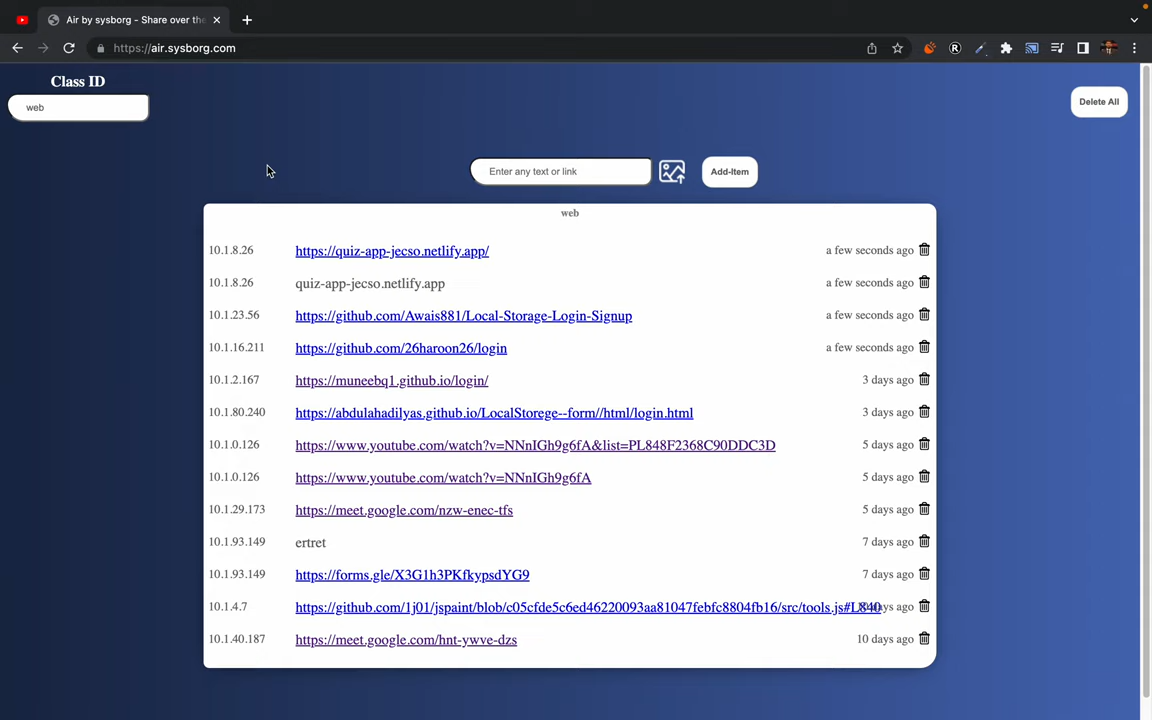 Air by sysborg - Share over the
https://air.sysborg.com
Class ID
web
Delete All
Enter any text or link
Add-Item
web
10.1.8.26 https://quiz-app-jecso.netlify.app/ a few seconds ago
10.1.8.26 quiz-app-jecso.netlify.app a few seconds ago
10.1.23.56 https://github.com/Awais881/Local-Storage-Login-Signup a few seconds ago
10.1.16.211 https://github.com/26haroon26/login a few seconds ago
10.1.2.167 https://muneebq1.github.io/login/ 3 days ago
10.1.80.240 https://abdulahadilyas.github.io/LocalStorege--form//html/login.html 3 days ago
10.1.0.126 https://www.youtube.com/watch?v=NNnIGh9g6fA&list=PL848F2368C90DDC3D 5 days ago
10.1.0.126 https://www.youtube.com/watch?v=NNnIGh9g6fA 5 days ago
10.1.29.173 https://meet.google.com/nzw-enec-tfs 5 days ago
10.1.93.149 ertret 7 days ago
10.1.93.149 https://forms.gle/X3G1h3PKfkypsdYG9 7 days ago
10.1.4.7 https://github.com/1j01/jspaint/blob/c05cfde5c6ed46220093aa81047febfc8804fb16/src/tools.js#L840 days ago
10.1.40.187 https://meet.google.com/hnt-ywve-dzs 10 days ago